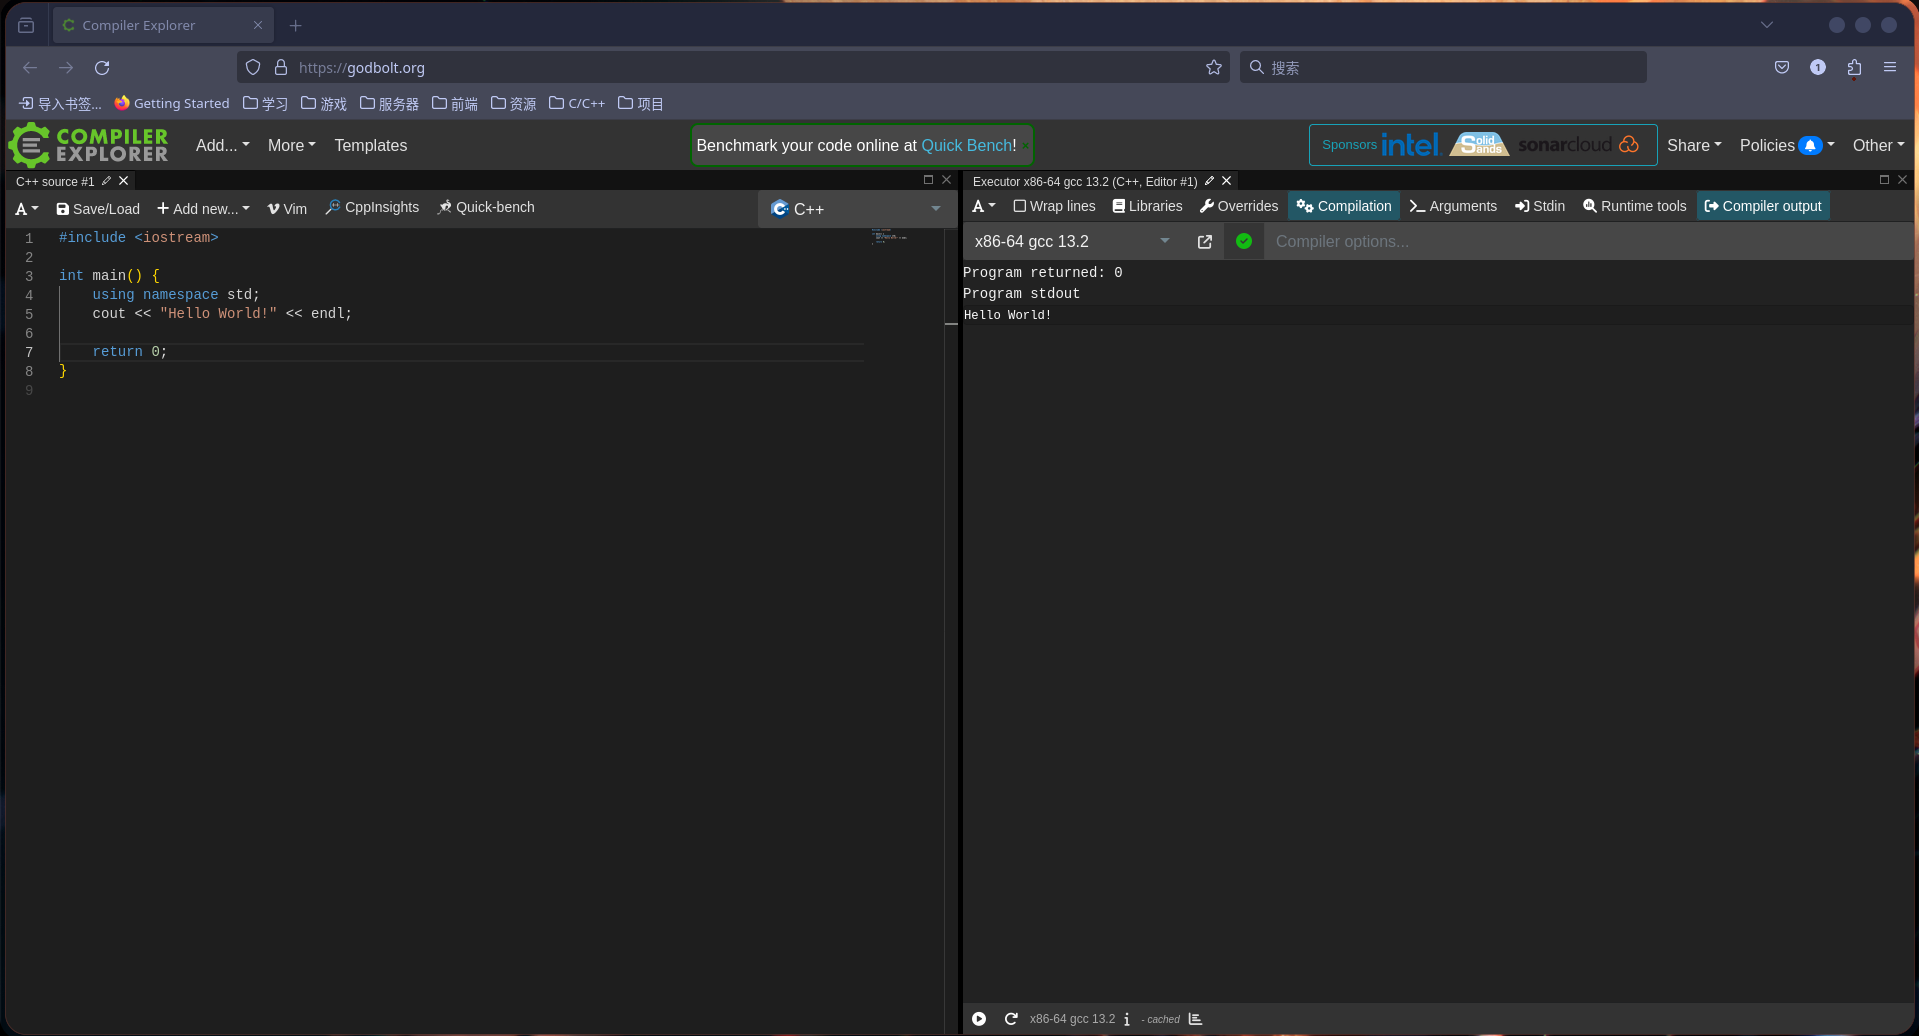 Compiler Explorer
https://godbolt.org
搜索
1
导入书签... Getting Started 学习 游戏 服务器 前端 资源 C/C++ 项目
COMPILER
EXPLORER
Add... More Templates
Benchmark your code online at Quick Bench!
Sponsors intel. Solid Sands sonarcloud
Share Policies Other
C++ source #1
A Save/Load Add new... Vim CppInsights Quick-bench
C++
1 #include <iostream>
2
3 int main() {
4 using namespace std;
5 cout << "Hello World!" << endl;
6
7 return 0;
8 }
9
Executor x86-64 gcc 13.2 (C++, Editor #1)
A Wrap lines Libraries Overrides Compilation Arguments Stdin Runtime tools Compiler output
x86-64 gcc 13.2 Compiler options...
Program returned: 0
Program stdout
Hello World!
x86-64 gcc 13.2 i - cached